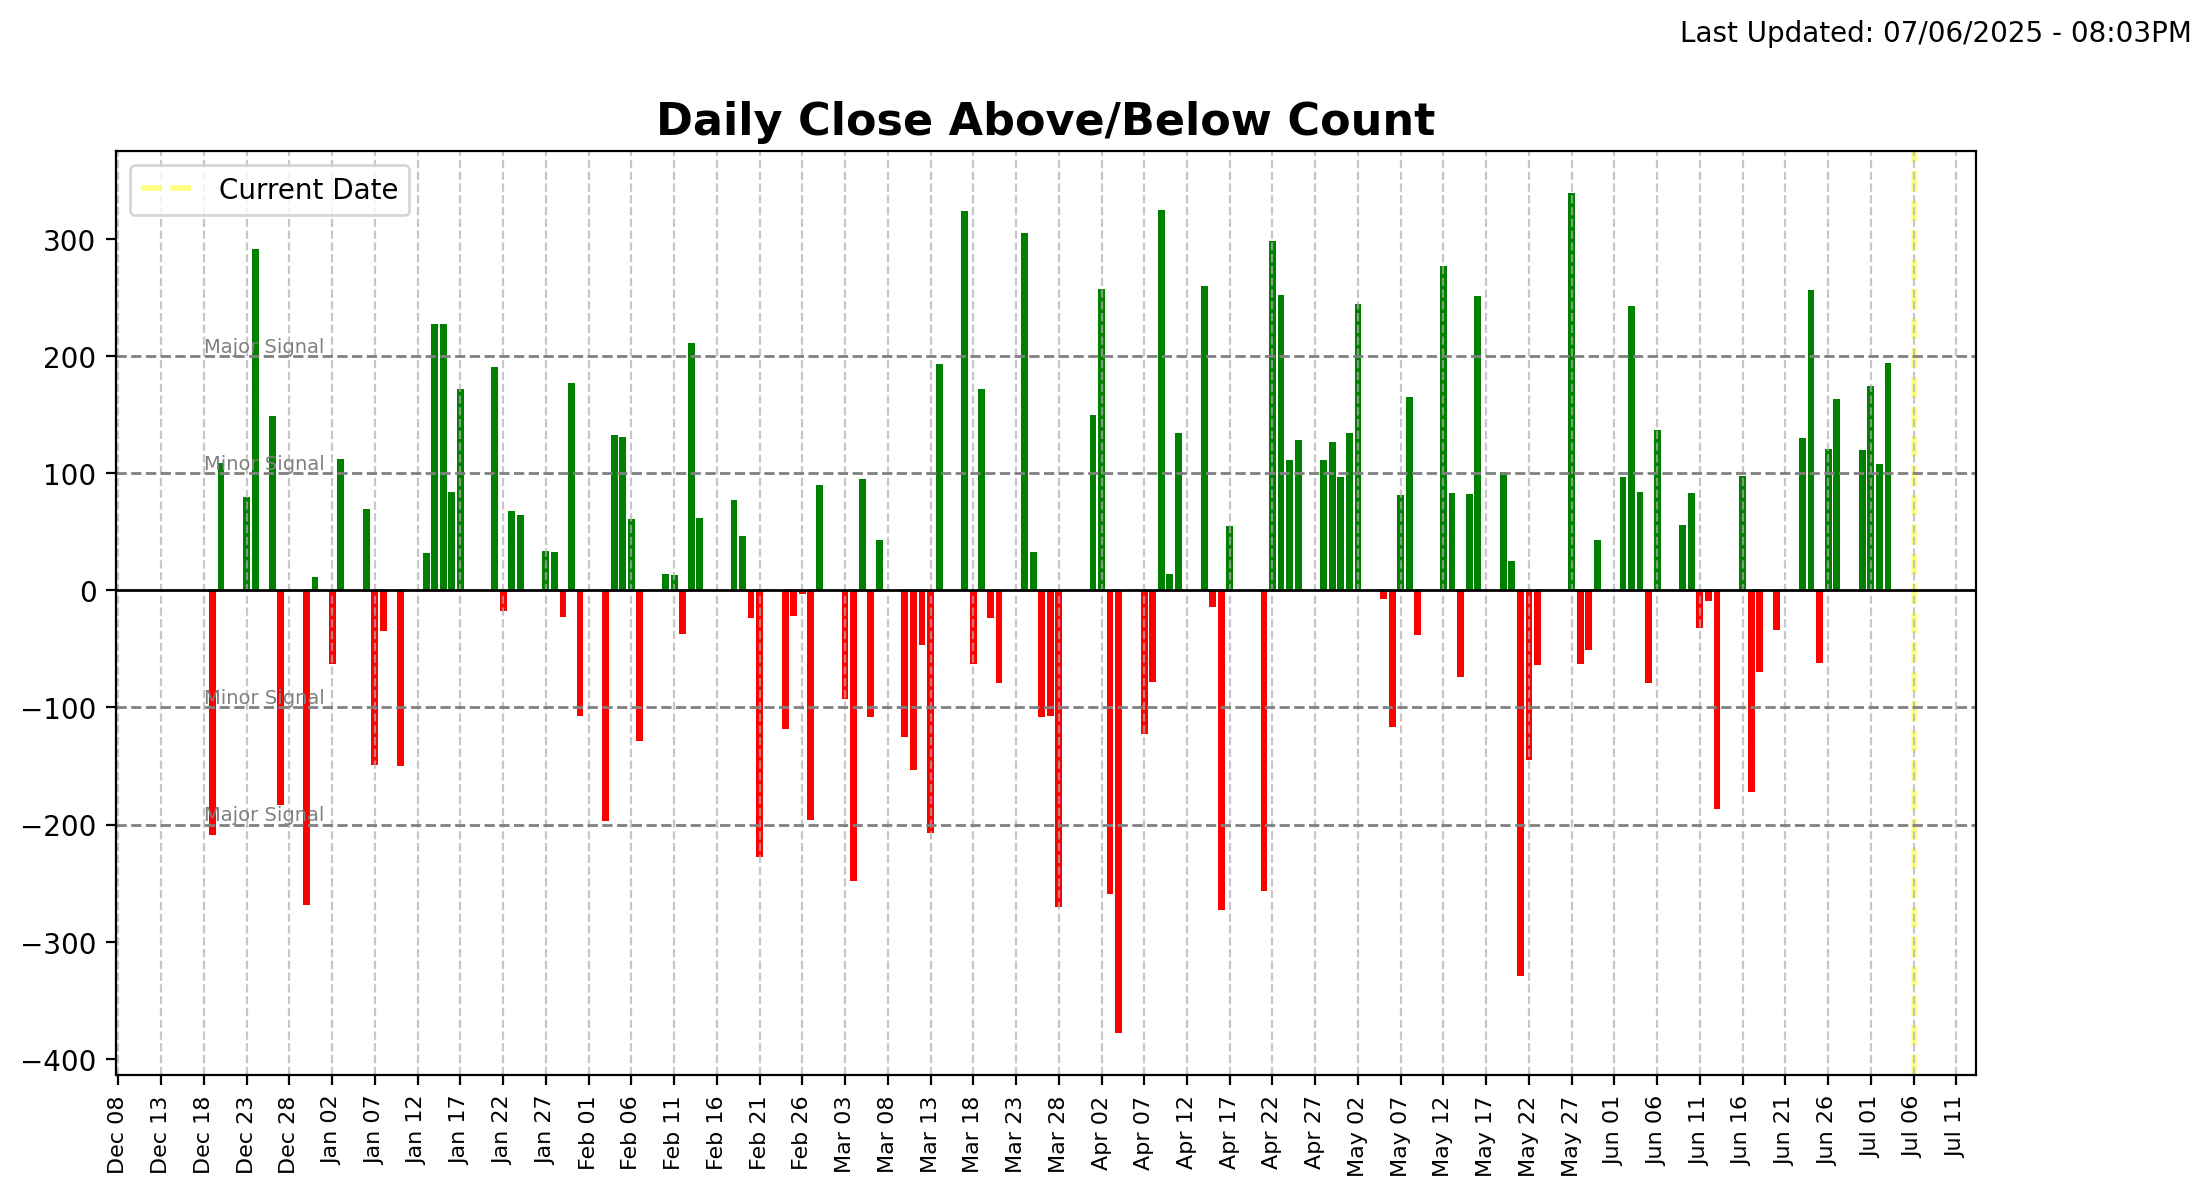 Last Updated: 07/06/2025 - 08:03PM
Daily Close Above/Below Count
Current Date
300
200
100
0
−100
−200
−300
−400
Major Signal
Minor Signal
Minor Signal
Major Signal
Dec 08
Dec 13
Dec 18
Dec 23
Dec 28
Jan 02
Jan 07
Jan 12
Jan 17
Jan 22
Jan 27
Feb 01
Feb 06
Feb 11
Feb 16
Feb 21
Feb 26
Mar 03
Mar 08
Mar 13
Mar 18
Mar 23
Mar 28
Apr 02
Apr 07
Apr 12
Apr 17
Apr 22
Apr 27
May 02
May 07
May 12
May 17
May 22
May 27
Jun 01
Jun 06
Jun 11
Jun 16
Jun 21
Jun 26
Jul 01
Jul 06
Jul 11